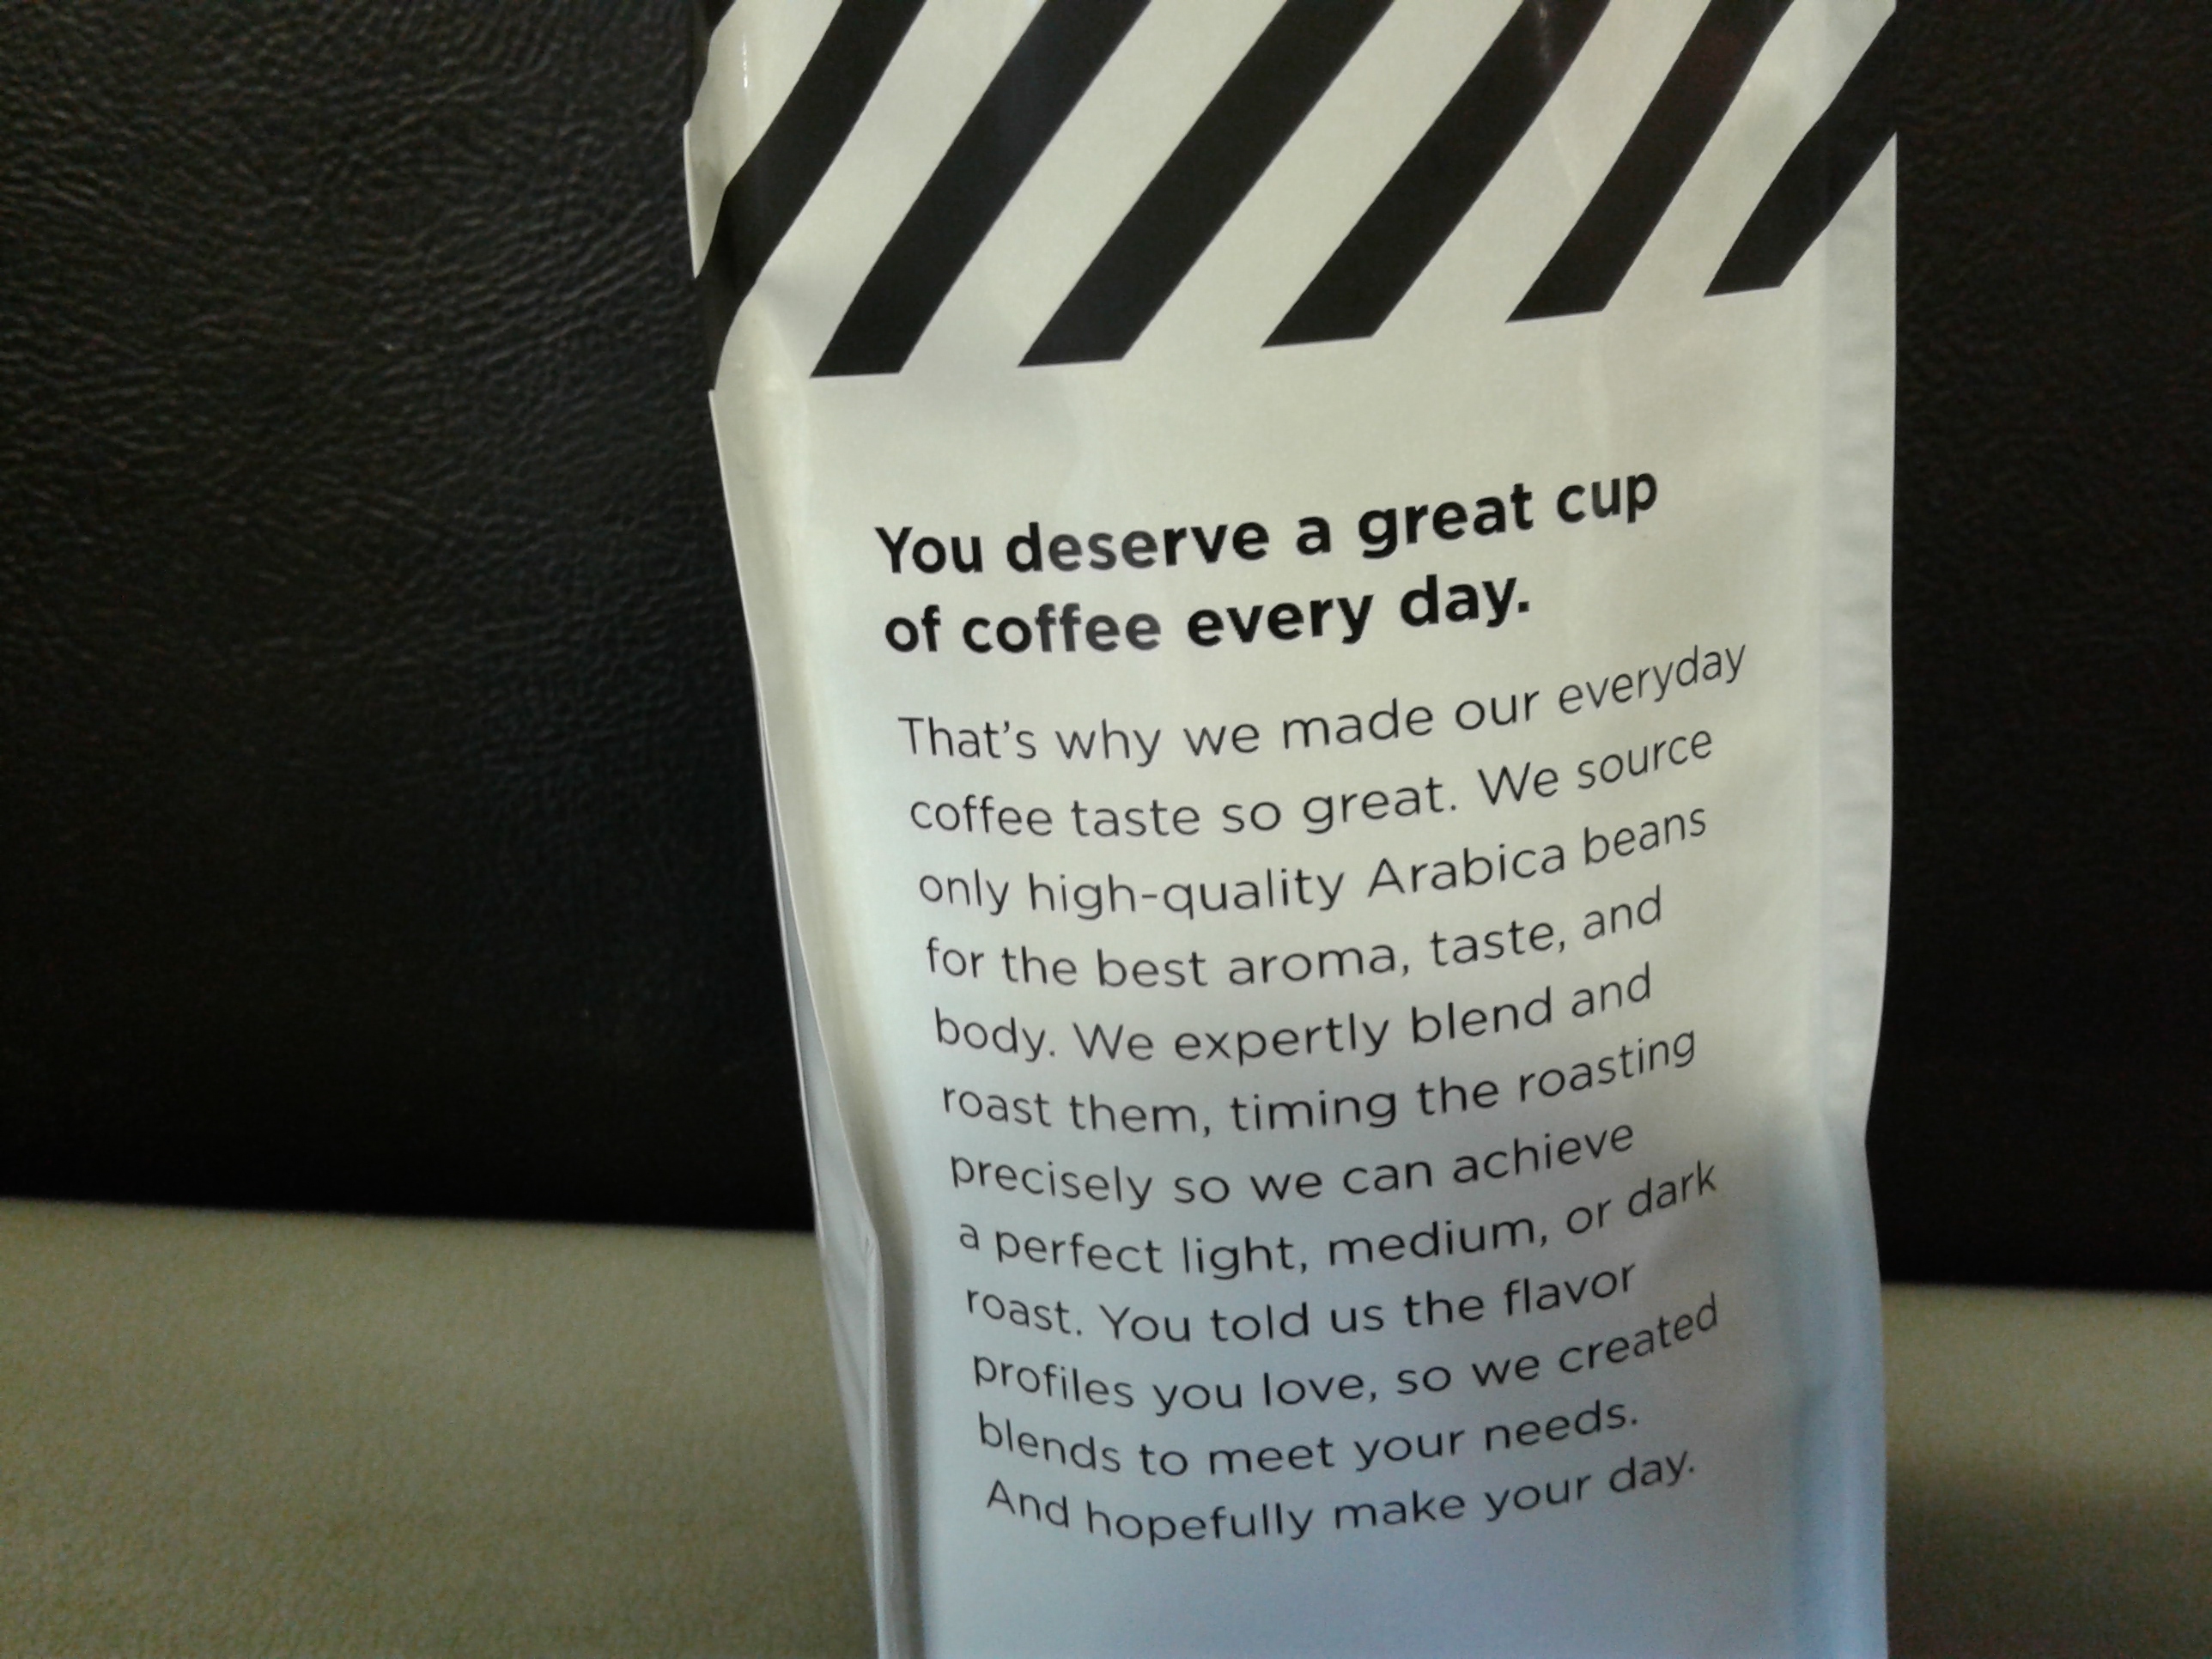 You deserve a great cup
of coffee every day.
That's why we made our everyday
coffee taste so great. We source
only high-quality Arabica beans
for the best aroma, taste, and
body. We expertly blend and
roast them, timing the roasting
precisely so we can achieve
a perfect light, medium, or dark
roast. You told us the flavor
profiles you love, so we created
blends to meet your needs.
And hopefully make your day.